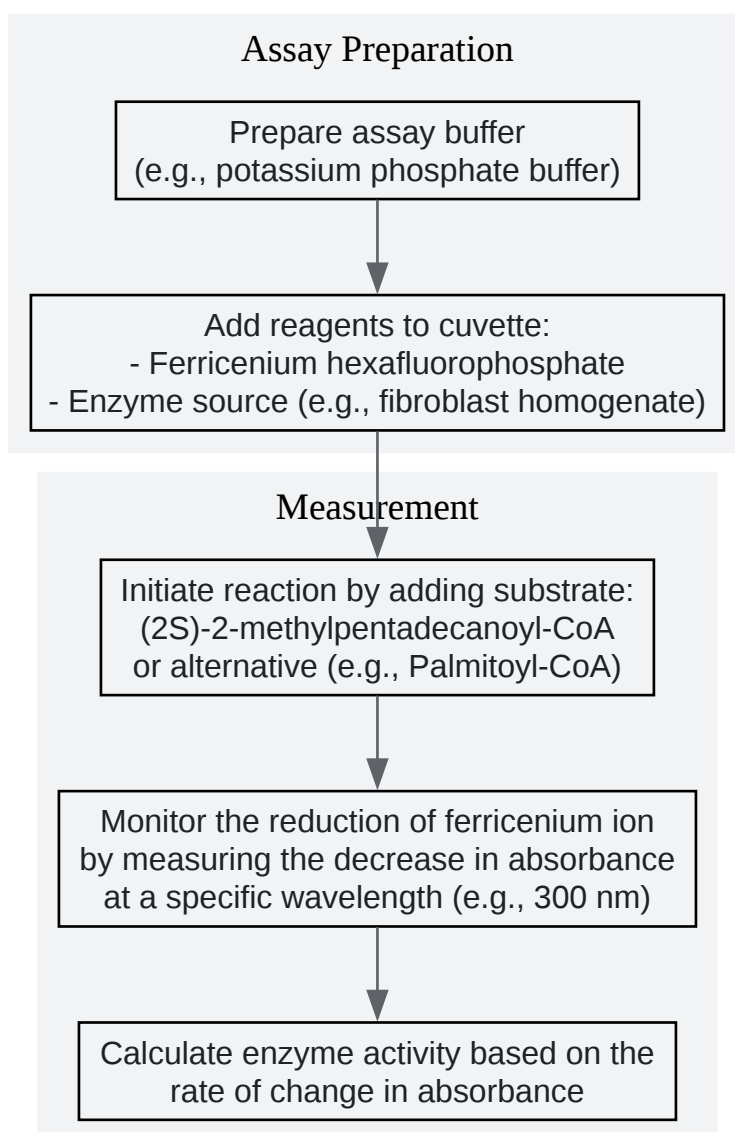 Assay Preparation
Prepare assay buffer
(e.g., potassium phosphate buffer)
Add reagents to cuvette:
- Ferricenium hexafluorophosphate
- Enzyme source (e.g., fibroblast homogenate)
Measurement
Initiate reaction by adding substrate:
(2S)-2-methylpentadecanoyl-CoA
or alternative (e.g., Palmitoyl-CoA)
Monitor the reduction of ferricenium ion
by measuring the decrease in absorbance
at a specific wavelength (e.g., 300 nm)
Calculate enzyme activity based on the
rate of change in absorbance